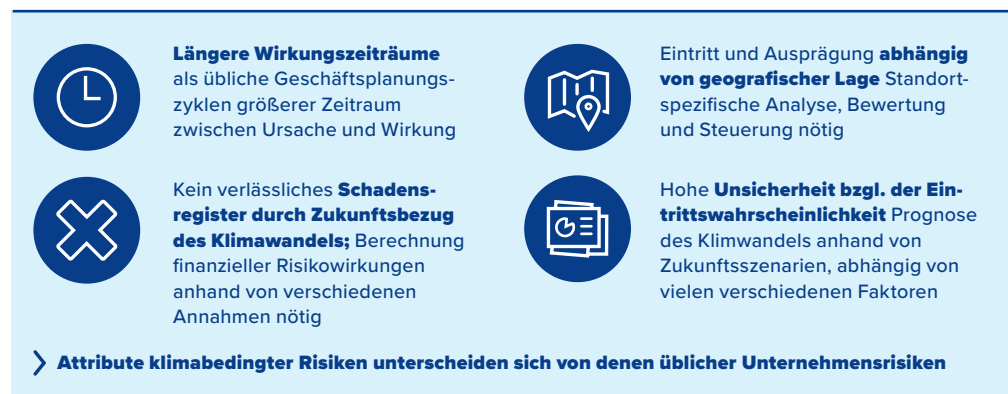 Längere Wirkungszeiträume
als übliche Geschäftsplanungs-
zyklen größerer Zeitraum
zwischen Ursache und Wirkung
Eintritt und Ausprägung abhängig
von geografischer Lage Standort-
spezifische Analyse, Bewertung
und Steuerung nötig
Kein verlässliches Schadens-
register durch Zukunftsbezug
des Klimawandels; Berechnung
finanzieller Risikowirkungen
anhand von verschiedenen
Annahmen nötig
Hohe Unsicherheit bzgl. der Ein-
trittswahrscheinlichkeit Prognose
des Klimwandels anhand von
Zukunftsszenarien, abhängig von
vielen verschiedenen Faktoren
Attribute klimabedingter Risiken unterscheiden sich von denen üblicher Unternehmensrisiken